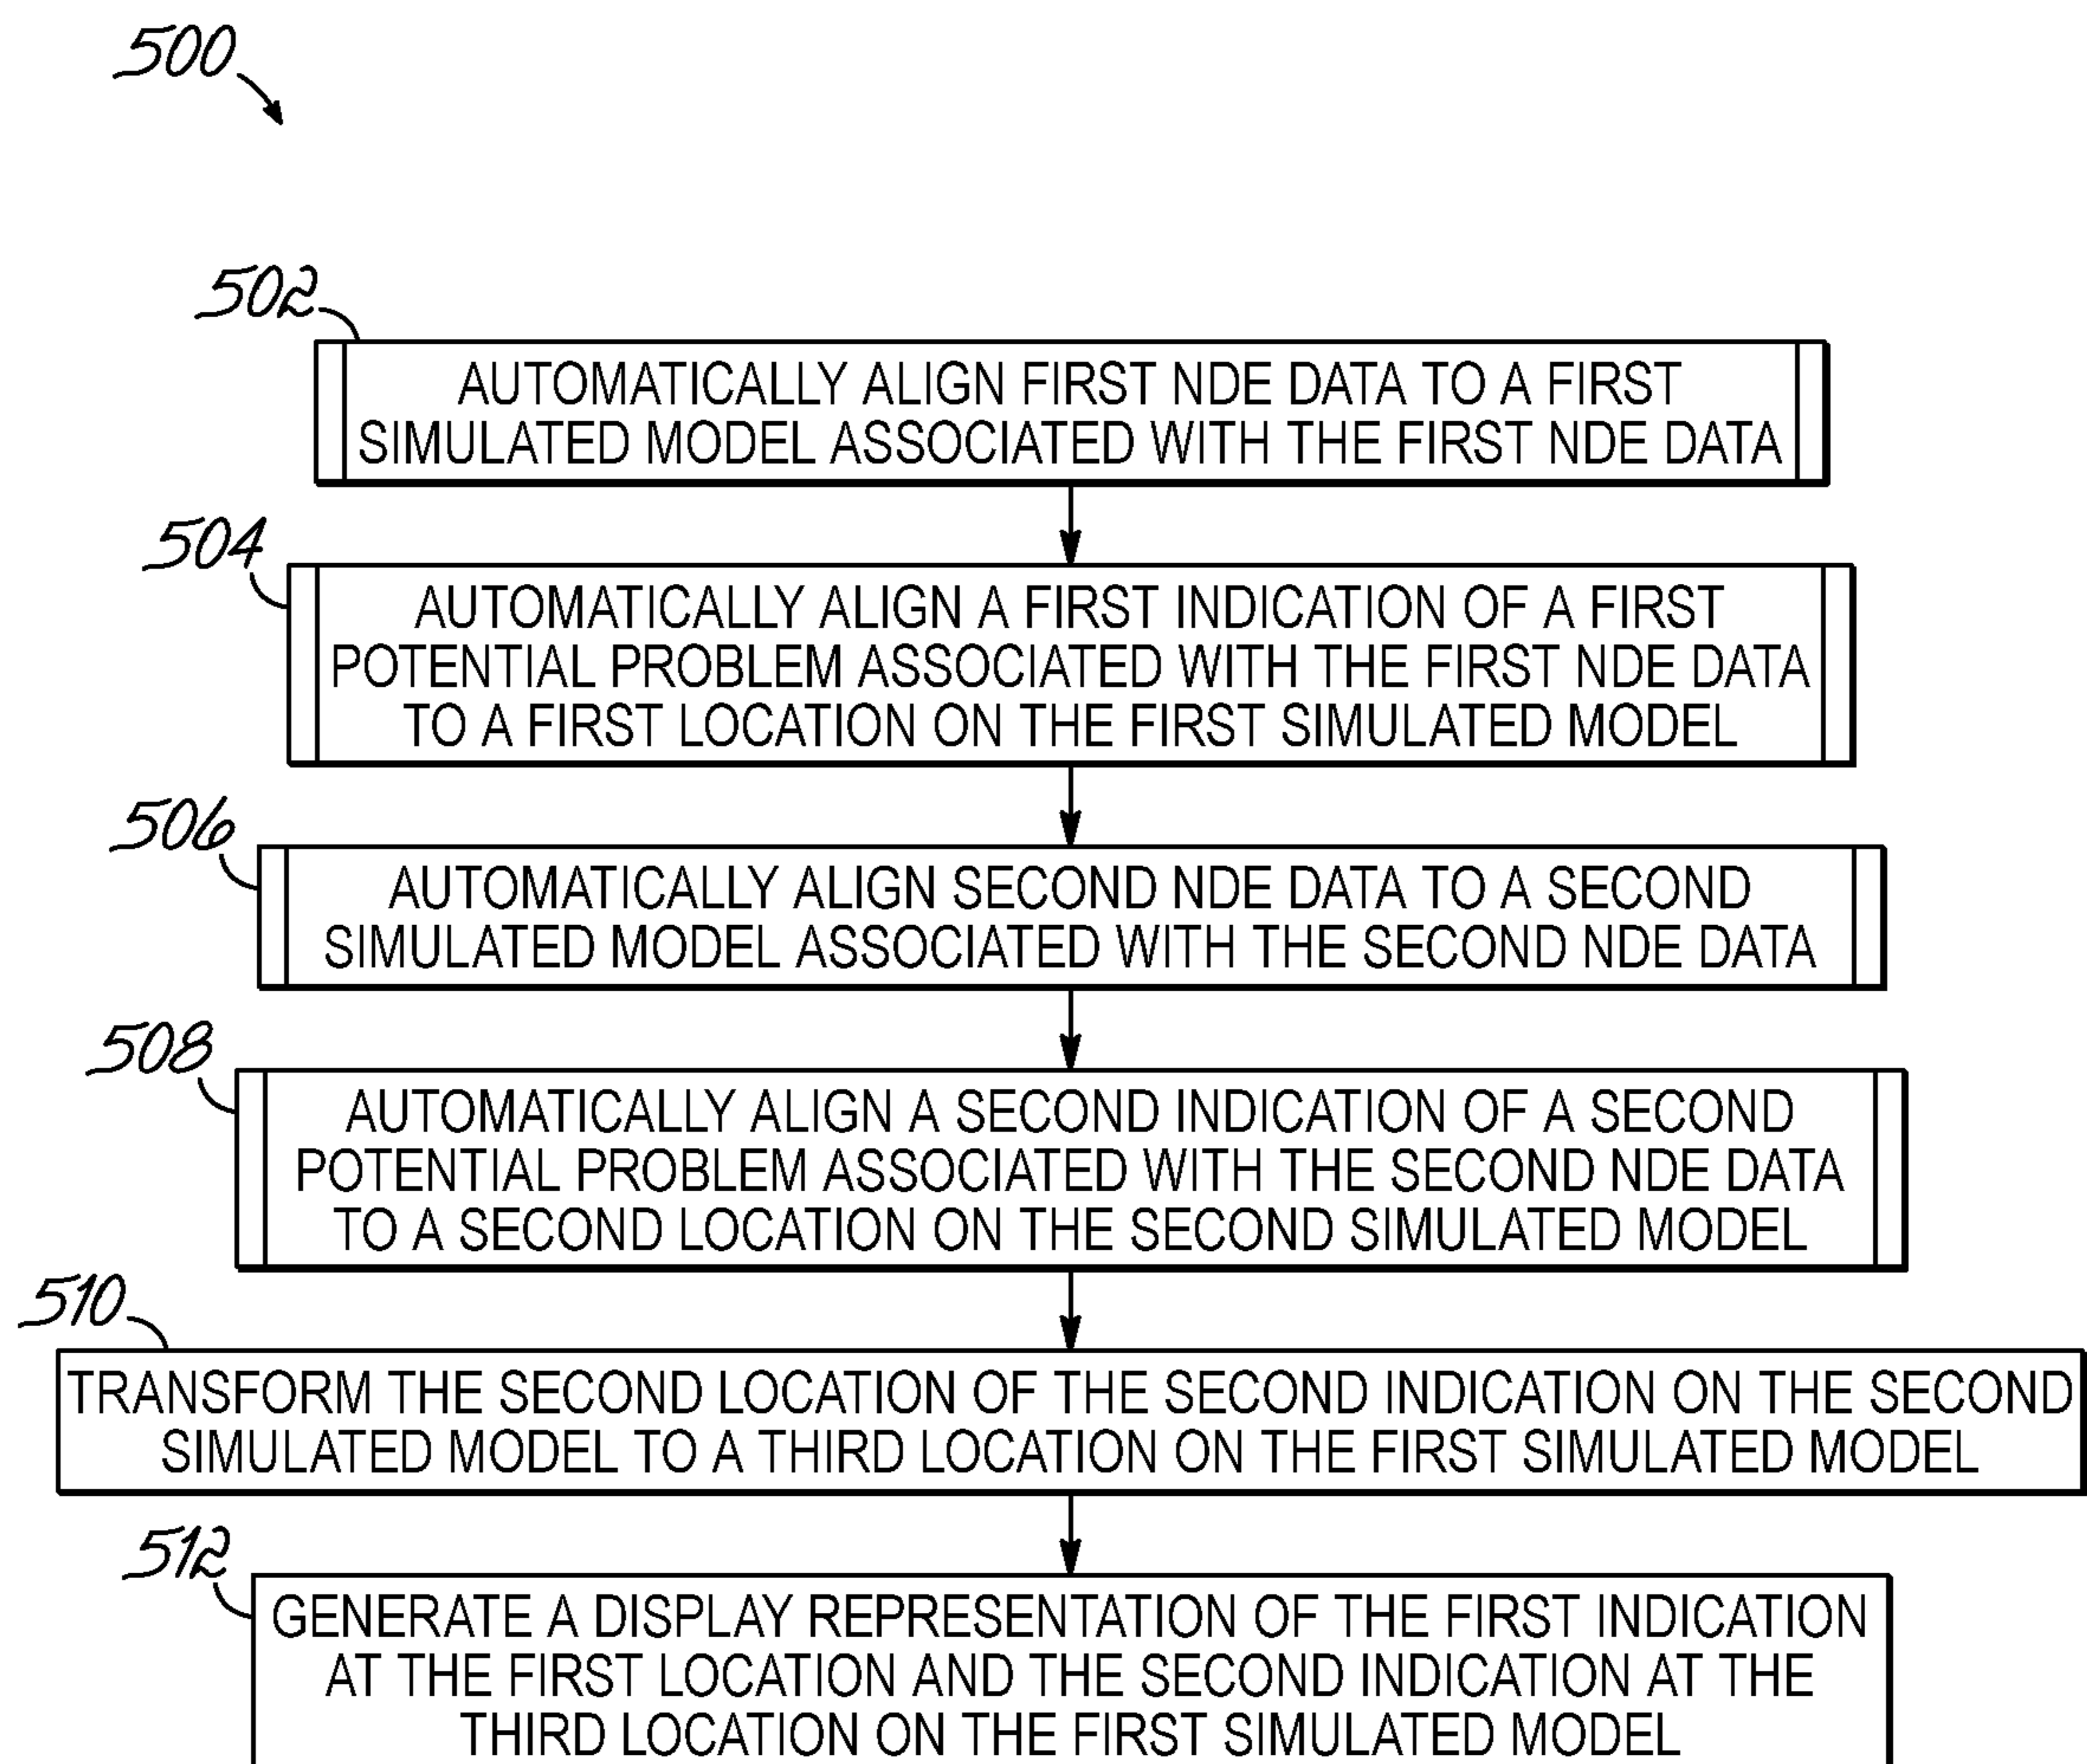 500
502
AUTOMATICALLY ALIGN FIRST NDE DATA TO A FIRST
SIMULATED MODEL ASSOCIATED WITH THE FIRST NDE DATA
504
AUTOMATICALLY ALIGN A FIRST INDICATION OF A FIRST
POTENTIAL PROBLEM ASSOCIATED WITH THE FIRST NDE DATA
TO A FIRST LOCATION ON THE FIRST SIMULATED MODEL
506
AUTOMATICALLY ALIGN SECOND NDE DATA TO A SECOND
SIMULATED MODEL ASSOCIATED WITH THE SECOND NDE DATA
508
AUTOMATICALLY ALIGN A SECOND INDICATION OF A SECOND
POTENTIAL PROBLEM ASSOCIATED WITH THE SECOND NDE DATA
TO A SECOND LOCATION ON THE SECOND SIMULATED MODEL
510
TRANSFORM THE SECOND LOCATION OF THE SECOND INDICATION ON THE SECOND
SIMULATED MODEL TO A THIRD LOCATION ON THE FIRST SIMULATED MODEL
512
GENERATE A DISPLAY REPRESENTATION OF THE FIRST INDICATION
AT THE FIRST LOCATION AND THE SECOND INDICATION AT THE
THIRD LOCATION ON THE FIRST SIMULATED MODEL